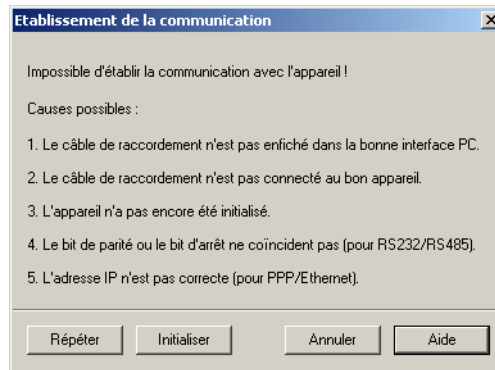 Etablissement de la communication
Impossible d'établir la communication avec l'appareil !
Causes possibles :
1. Le câble de raccordement n'est pas enfiché dans la bonne interface PC.
2. Le câble de raccordement n'est pas connecté au bon appareil.
3. L'appareil n'a pas encore été initialisé.
4. Le bit de parité ou le bit d'arrêt ne coïncident pas (pour RS232/RS485).
5. L'adresse IP n'est pas correcte (pour PPP/Ethernet).
Répéter Initialiser Annuler Aide